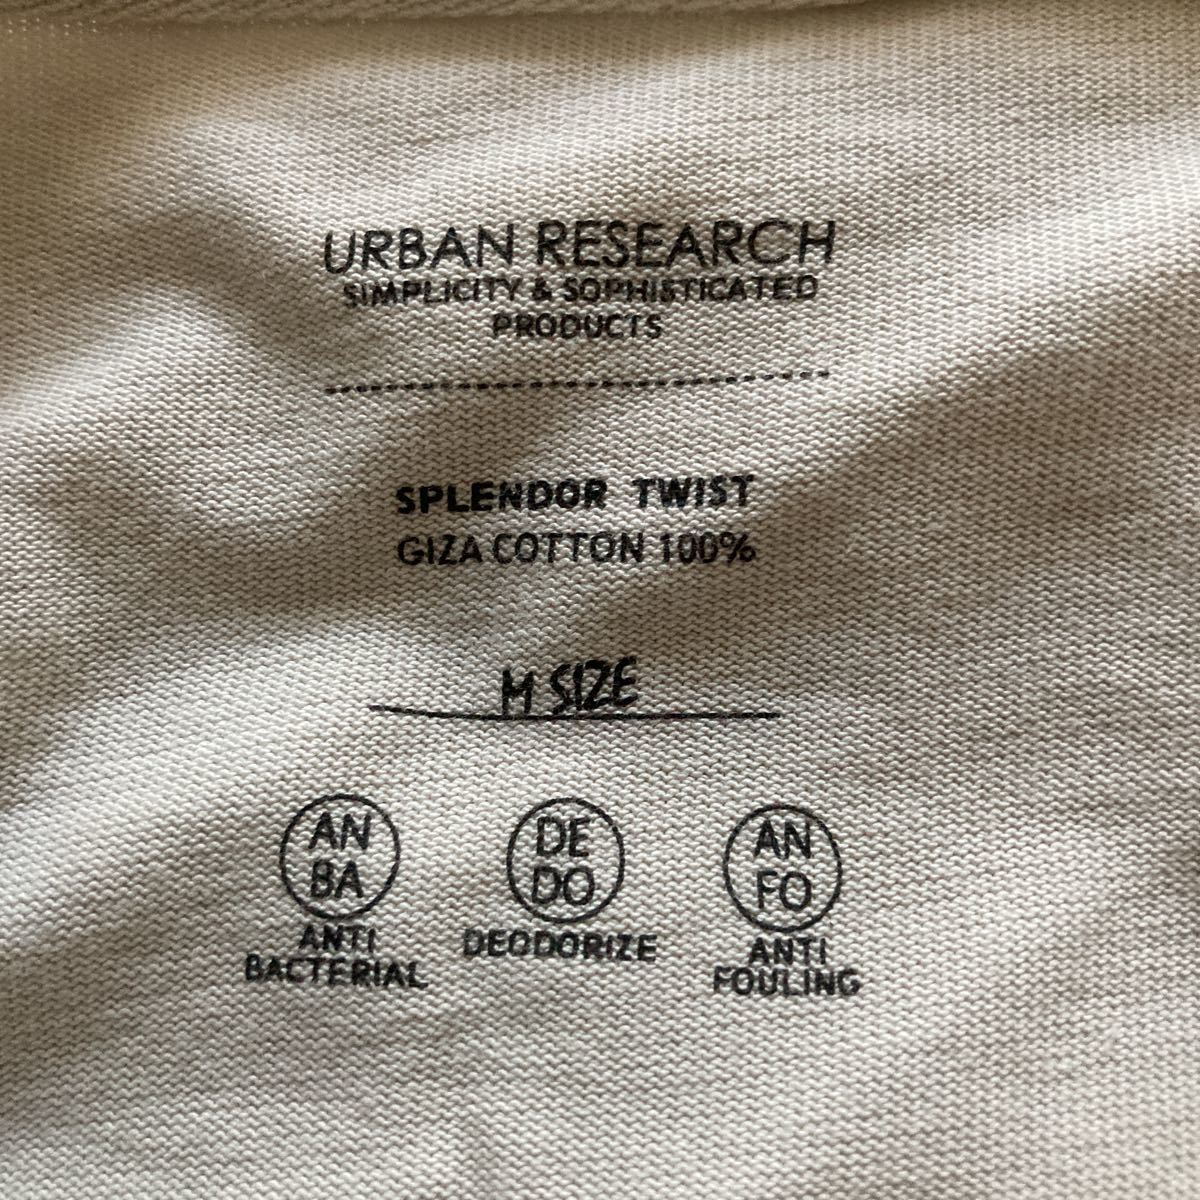 URBAN RESEARCH
SIMPLICITY & SOPHISTICATED
PRODUCTS
SPLENDOR TWIST
GIZA COTTON 100%
M SIZE
AN
BA
ANTI
BACTERIAL
DE
DO
DEODORIZE
AN
FO
ANTI
FOULING